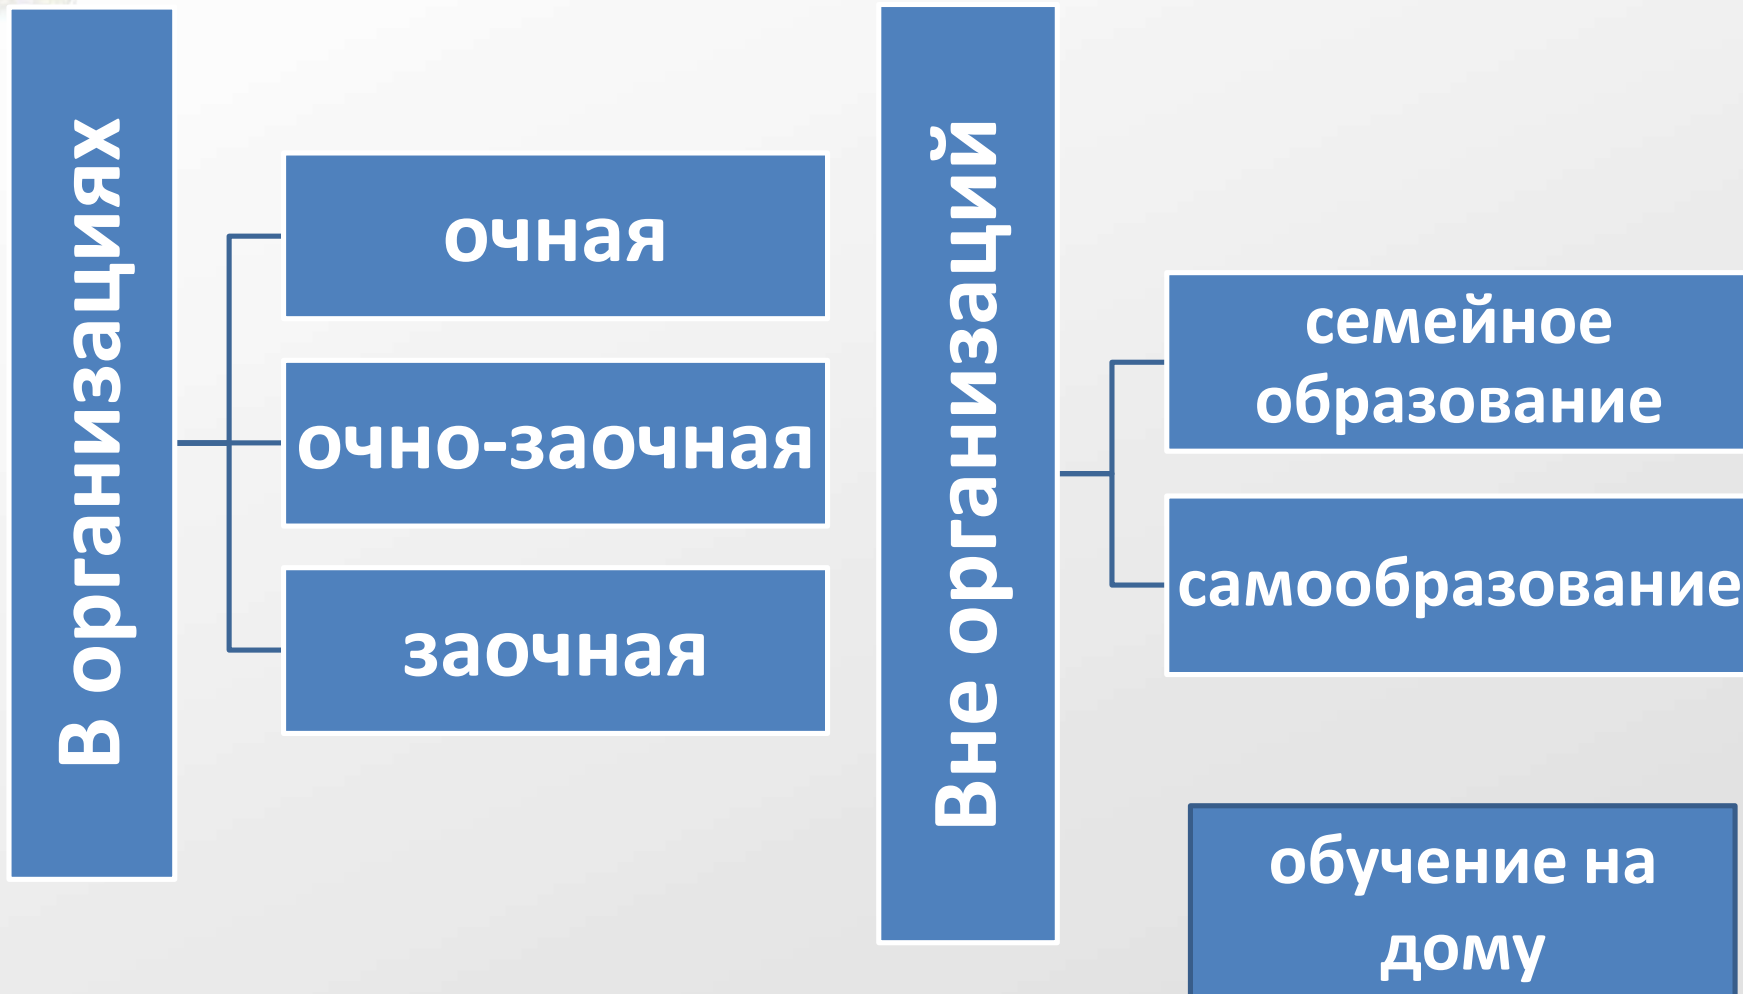 В организациях
очная
очно-заочная
заочная
Вне организаций
семейное
образование
самообразование
обучение на
дому